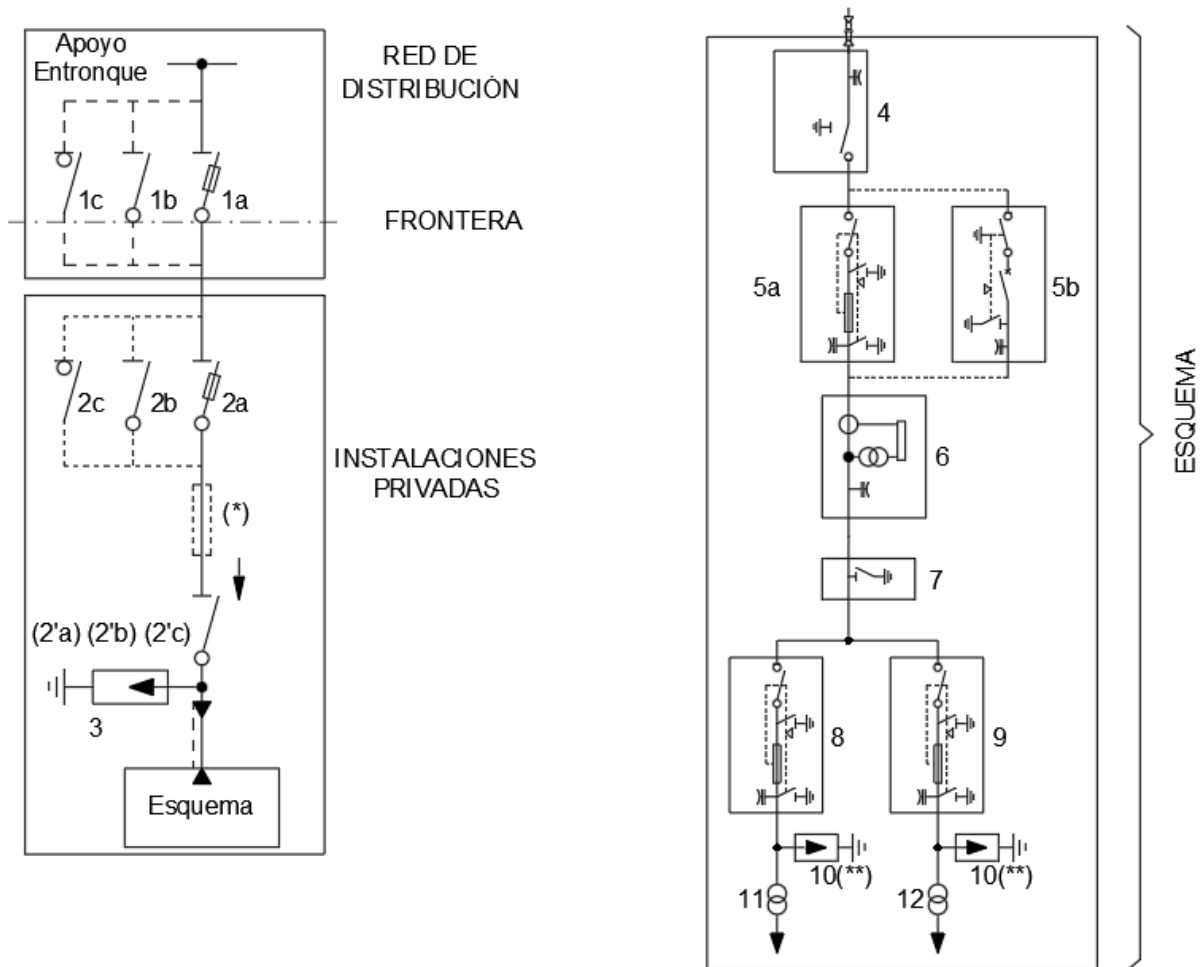 Apoyo
Entronque
RED DE
DISTRIBUCIÓN
1c
1b
1a
FRONTERA
2c
2b
2a
INSTALACIONES
PRIVADAS
(*)
(2'a) (2'b) (2'c)
3
Esquema
4
5a
5b
6
7
8
9
10(**)
10(**)
11
12
ESQUEMA